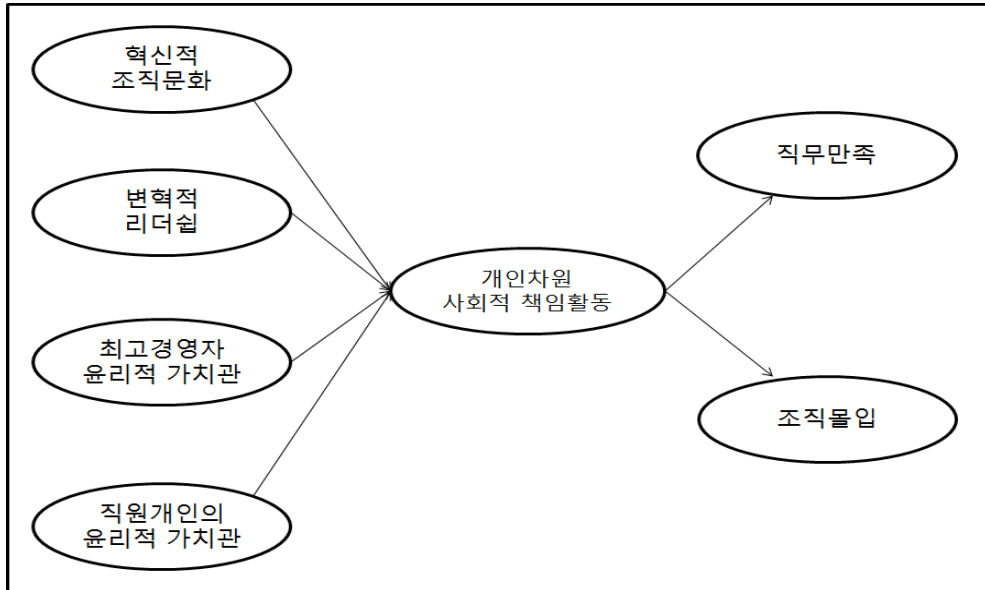 혁신적
조직문화
변혁적
리더쉽
최고경영자
윤리적 가치관
직원개인의
윤리적 가치관
개인차원
사회적 책임활동
직무만족
조직몰입